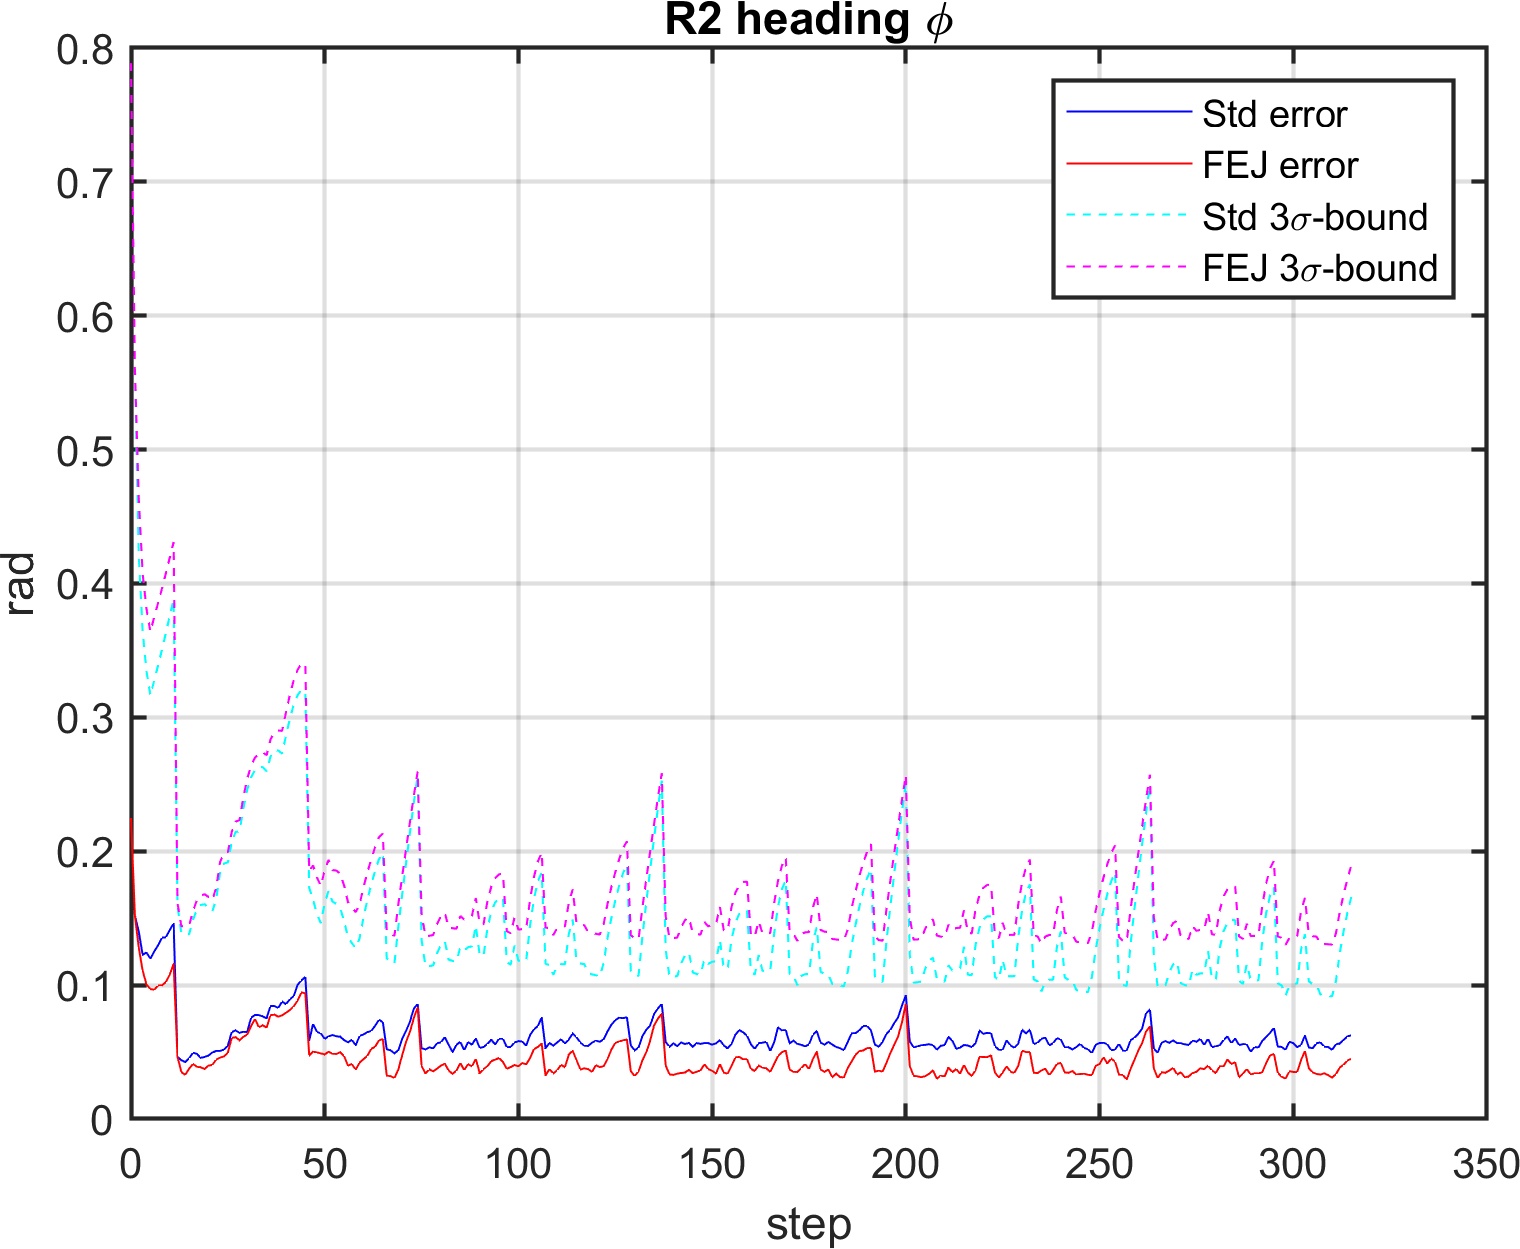 R2 heading ϕ
0.8
0.7
0.6
0.5
0.4
0.3
0.2
0.1
0
rad
Std error
FEJ error
Std 3σ-bound
FEJ 3σ-bound
0 50 100 150 200 250 300 350
step